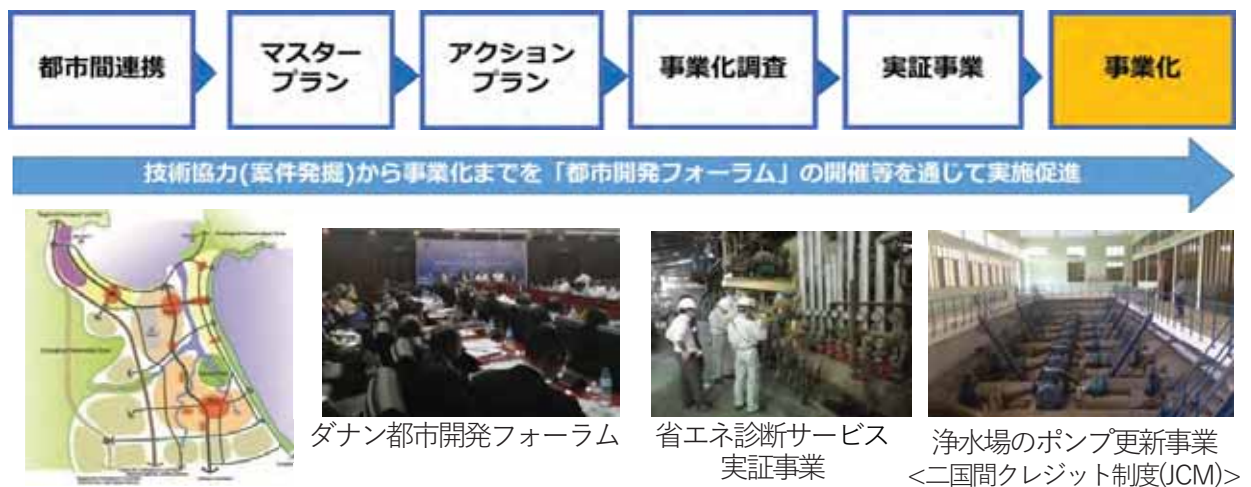 都市間連携
マスター
プラン
アクション
プラン
事業化調査
実証事業
事業化
技術協力(案件発掘)から事業化までを「都市開発フォーラム」の開催等を通じて実施促進
ダナン都市開発フォーラム
省エネ診断サービス
実証事業
浄水場のポンプ更新事業
<二国間クレジット制度(JCM)>